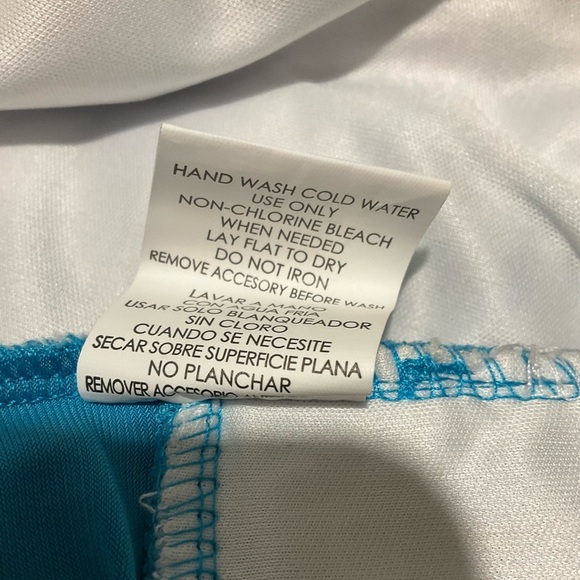 HAND WASH COLD WATER
USE ONLY
NON-CHLORINE BLEACH
WHEN NEEDED
LAY FLAT TO DRY
DO NOT IRON
REMOVE ACCESORY BEFORE WASH
LAVAR A MANO
CON AGUA FRIA
USAR SOLO BLANQUEADOR
SIN CLORO
CUANDO SE NECESITE
SECAR SOBRE SUPERFICIE PLANA
NO PLANCHAR
REMOVER ACCESORIO